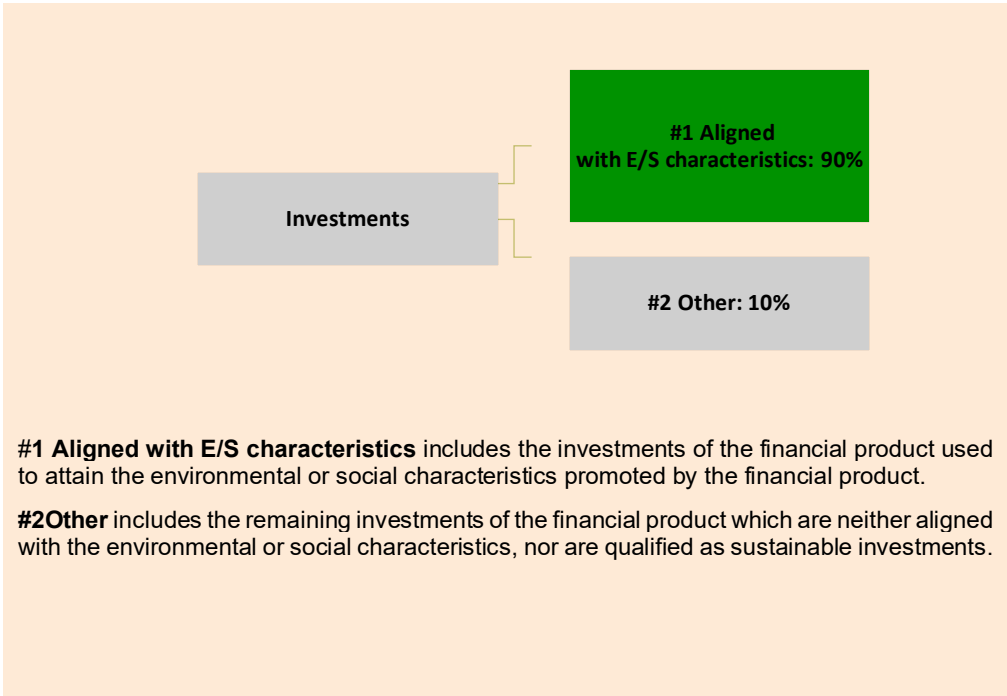 #1 Aligned
with E/S characteristics: 90%
Investments
#2 Other: 10%
#1 Aligned with E/S characteristics includes the investments of the financial product used
to attain the environmental or social characteristics promoted by the financial product.
#2Other includes the remaining investments of the financial product which are neither aligned
with the environmental or social characteristics, nor are qualified as sustainable investments.